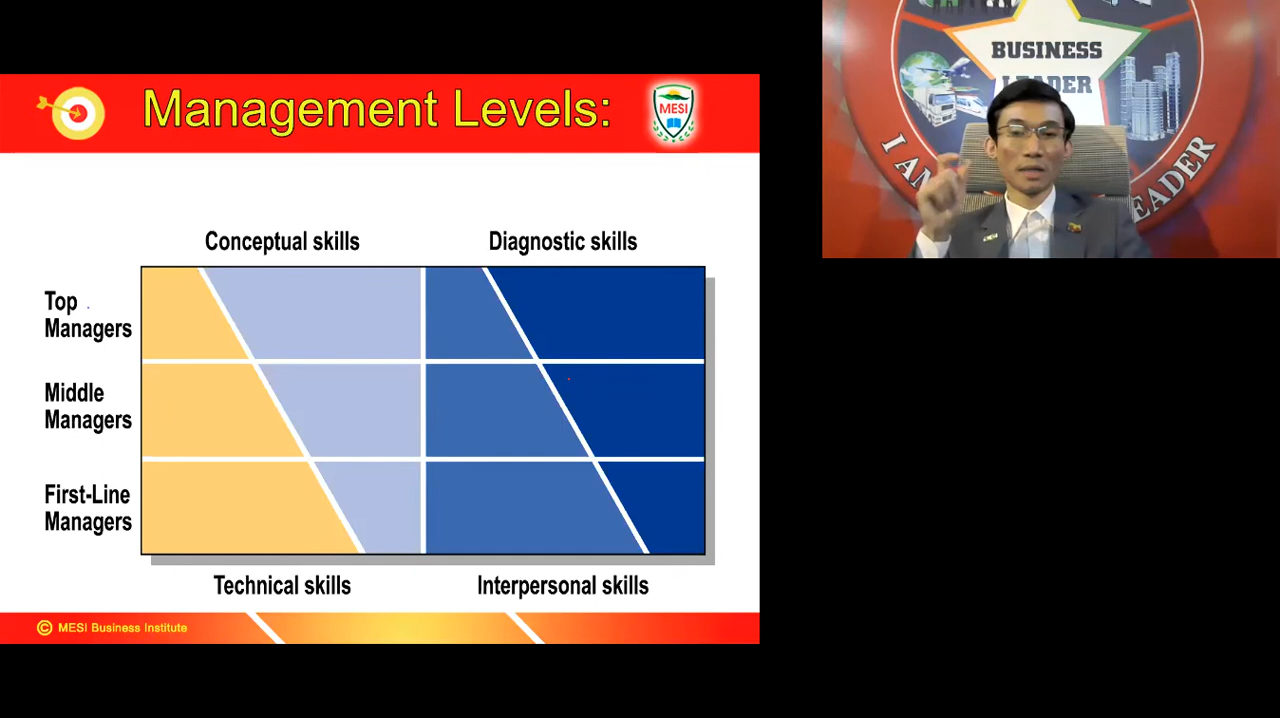 Management Levels:
MESI
Conceptual skills
Diagnostic skills
Top
Managers
Middle
Managers
First-Line
Managers
Technical skills
Interpersonal skills
© MESI Business Institute
BUSINESS
LEADER
I AM
LEADER